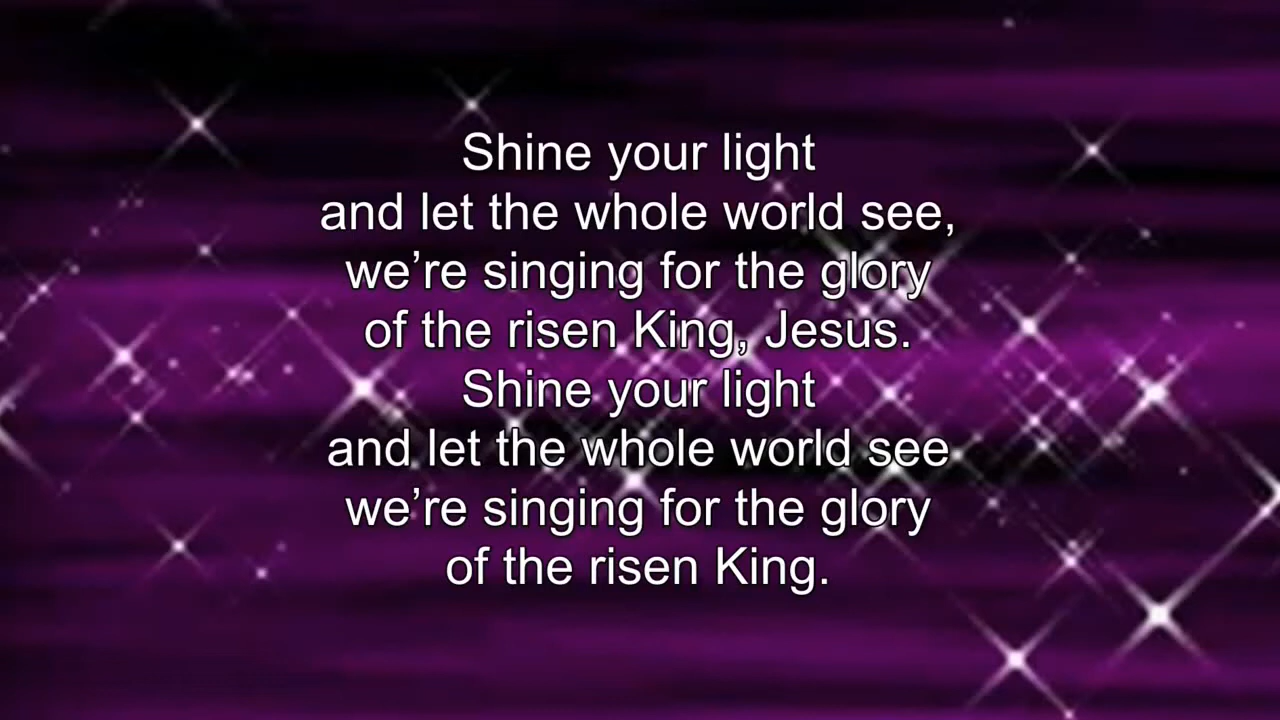 Shine your light
and let the whole world see,
we’re singing for the glory
of the risen King, Jesus.
Shine your light
and let the whole world see
we’re singing for the glory
of the risen King.